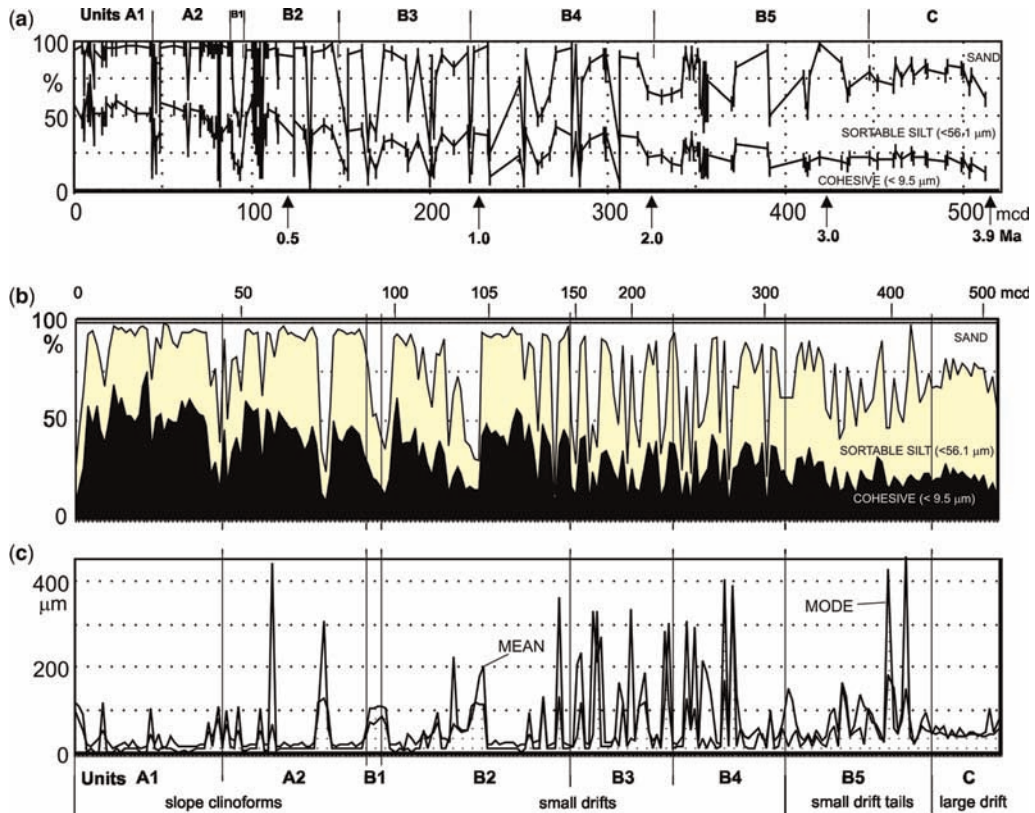 (a) Units A1 A2 B1 B2 B3 B4 B5 C
100
%
50
0
SAND
SORTABLE SILT (<56.1 μm)
COHESIVE (< 9.5 μm)
0 100 200 300 400 500 mcd
0.5 1.0 2.0 3.0 3.9 Ma
(b) 0 50 100 105 150 200 300 400 500 mcd
100
%
50
0
SAND
SORTABLE SILT (<56.1 μm)
COHESIVE (< 9.5 μm)
(c)
400
μm
200
0
MEAN
MODE
Units A1 A2 B1 B2 B3 B4 B5 C
slope clinoforms small drifts small drift tails large drift